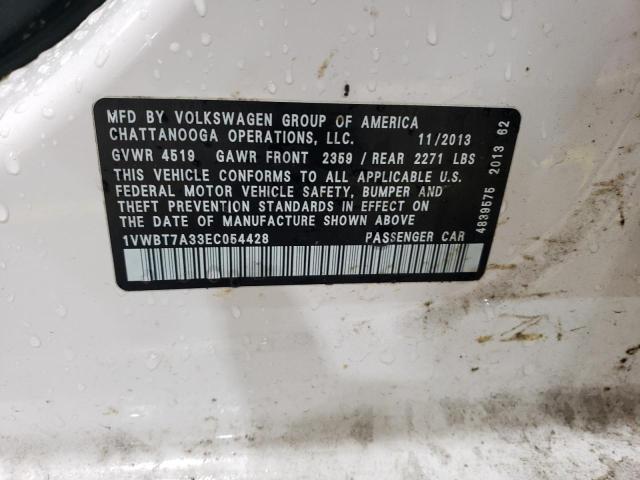 MFD BY VOLKSWAGEN GROUP OF AMERICA
CHATTANOOGA OPERATIONS, LLC. 11/2013
GVWR 4519 GAWR FRONT 2359 / REAR 2271 LBS
THIS VEHICLE CONFORMS TO ALL APPLICABLE U.S.
FEDERAL MOTOR VEHICLE SAFETY, BUMPER AND
THEFT PREVENTION STANDARDS IN EFFECT ON
THE DATE OF MANUFACTURE SHOWN ABOVE
1VWBT7A33EC054428 PASSENGER CAR
4839575 2013 62